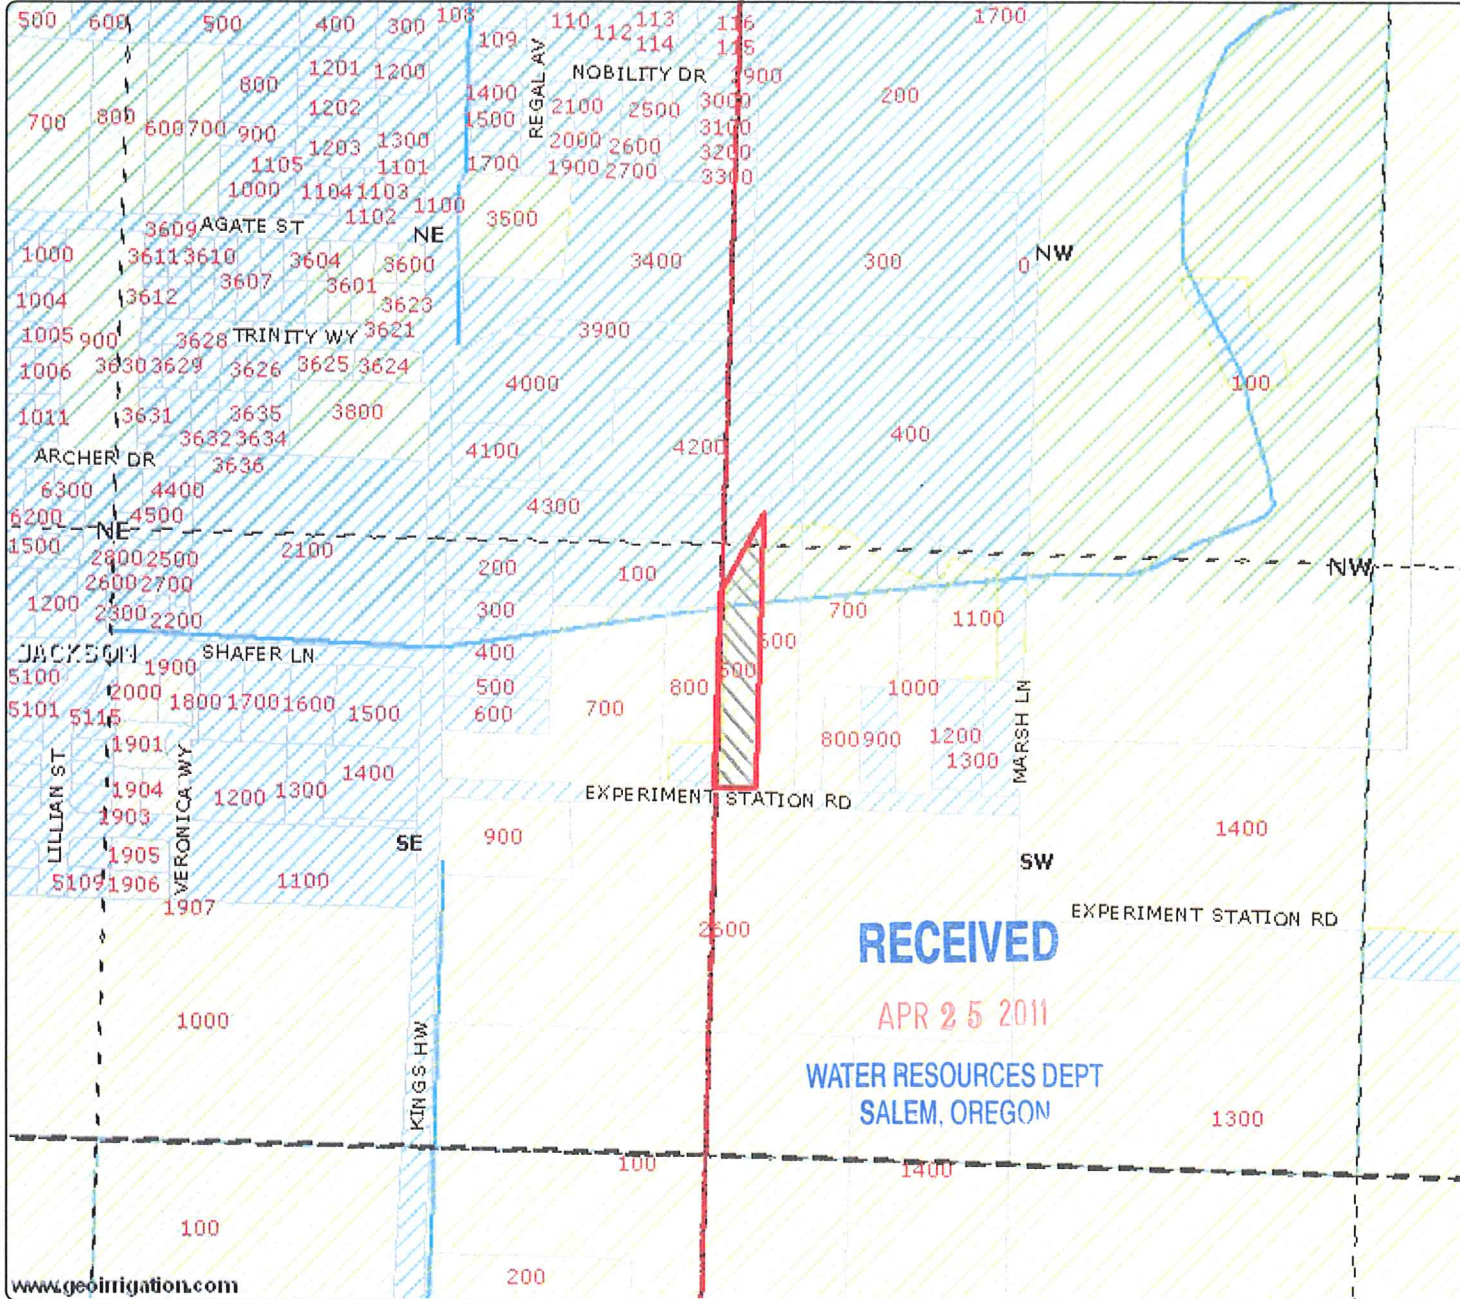 500 600 500 400 300 108 110 113 116 1700
109 112 114 115
1201 1200 NOBILITY DR 2900
800 1400 2100 2500 3000 200
1202 REGAL AV
700 800 600 700 900 1500 3100
1203 1300 2000 2600 3200
1105 1101 1700 1900 2700 3300
1000 1104 1103
1102 1100 3500
3609 AGATE ST NE
1000 3611 3610 3604 3600 3400 300 0 NW
3607 3601
1004 3612 3623
1005 900 3628 TRINITY WY 3621 3900
1006 3630 3629 3626 3625 3624
4000 100
1011 3631 3635 3800
3632 3634 4100 4200 400
ARCHER DR 3636
6300 4400
6200 4500 4300
NE
1500 2800 2500 2100
2600 2700 200 100 NW
1200 2300 2200 300 700 1100
JACKSON 1900 SHAFER LN 400 600
5100 2000 500 800 600 1000
5101 5115 1800 1700 1600 1500 600 700
1901 800 900 1200
LILLIAN ST VERONICA WY 1400 1300 MARSH LN
1904 1200 1300 EXPERIMENT STATION RD
1903
1905 SE 900 1400
5109 1906 1100 SW
1907 EXPERIMENT STATION RD
2600 RECEIVED
1000 APR 25 2011
KINGS HW
WATER RESOURCES DEPT
SALEM, OREGON 1300
100 1400
100
200
www.geoirrigation.com